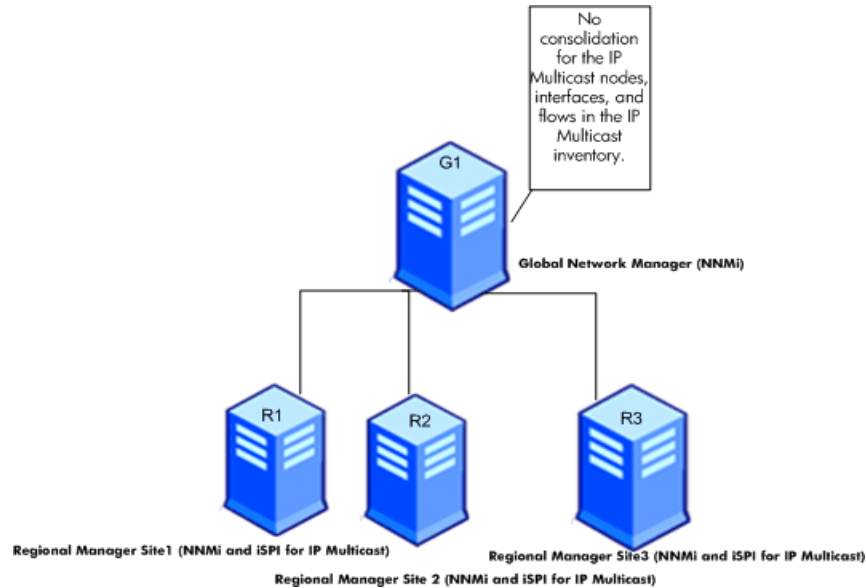 No
consolidation
for the IP
Multicast nodes,
interfaces, and
flows in the IP
Multicast
inventory.
G1
Global Network Manager (NNMi)
R1
R2
R3
Regional Manager Site1 (NNMi and iSPI for IP Multicast)
Regional Manager Site3 (NNMi and iSPI for IP Multicast)
Regional Manager Site 2 (NNMi and iSPI for IP Multicast)